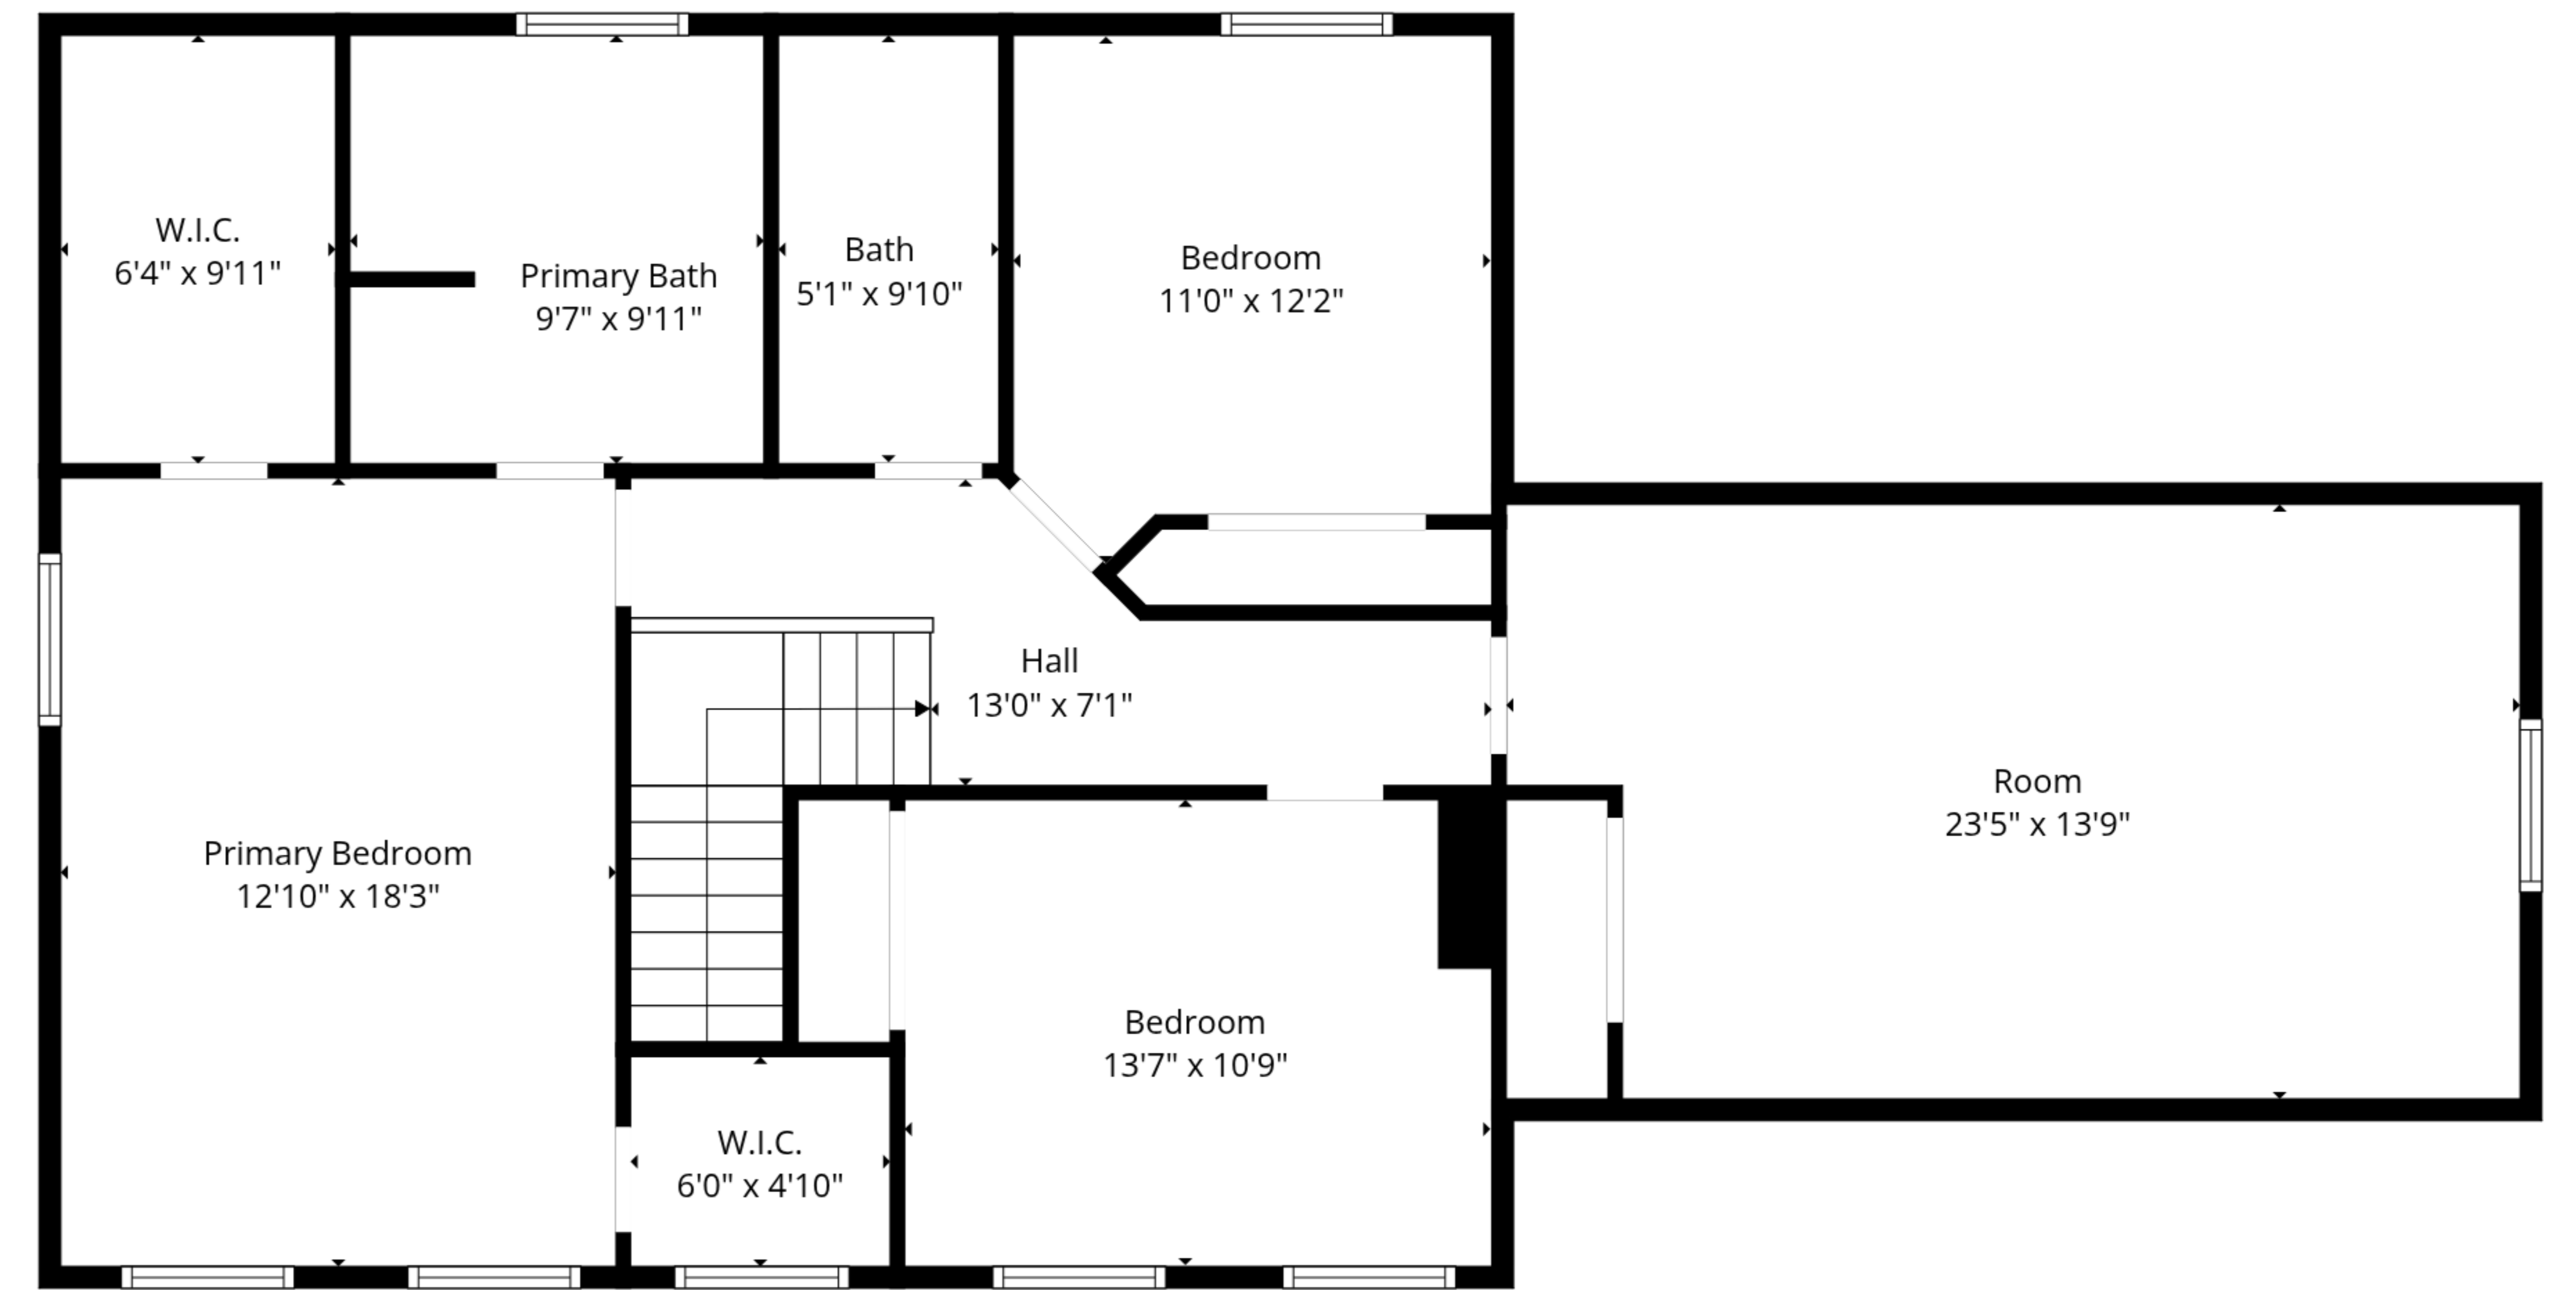 W.I.C.
6'4" x 9'11"
Primary Bath
9'7" x 9'11"
Bath
5'1" x 9'10"
Bedroom
11'0" x 12'2"
Hall
13'0" x 7'1"
Room
23'5" x 13'9"
Primary Bedroom
12'10" x 18'3"
Bedroom
13'7" x 10'9"
W.I.C.
6'0" x 4'10"